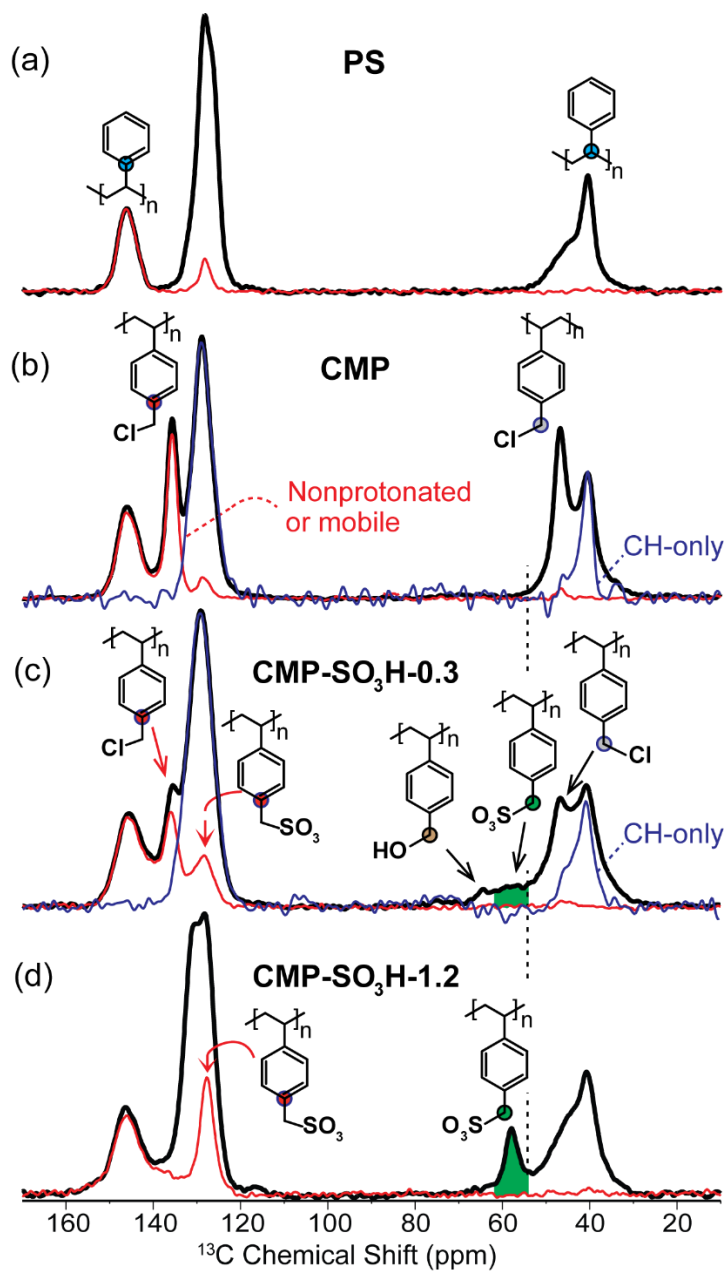 (a) PS
]n
]n
(b) CMP
]n
]n
Cl
Cl
Nonprotonated
or mobile
CH-only
(c) CMP-SO₃H-0.3
]n
]n
]n
]n
Cl
SO₃
HO
O₃S
Cl
CH-only
(d) CMP-SO₃H-1.2
]n
]n
SO₃
O₃S
160 140 120 100 80 60 40 20
¹³C Chemical Shift (ppm)